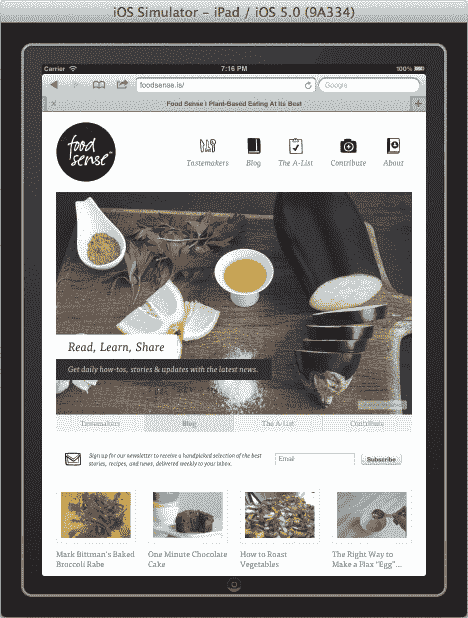 iOS Simulator – iPad / iOS 5.0 (9A334)
Carrier 7:16 PM 100%
foodsense.is/ Google
Food Sense | Plant-Based Eating At Its Best
food
sense
Tastemakers Blog The A-List Contribute About
Read, Learn, Share
Get daily how-tos, stories & updates with the latest news.
Tastemakers Blog The A-List Contribute
Sign up for our newsletter to receive a handpicked selection of the best
stories, recipes, and news, delivered weekly to your inbox.
Email Subscribe
Mark Bittman's Baked
Broccoli Rabe
One Minute Chocolate
Cake
How to Roast
Vegetables
The Right Way to
Make a Flax “Egg”...